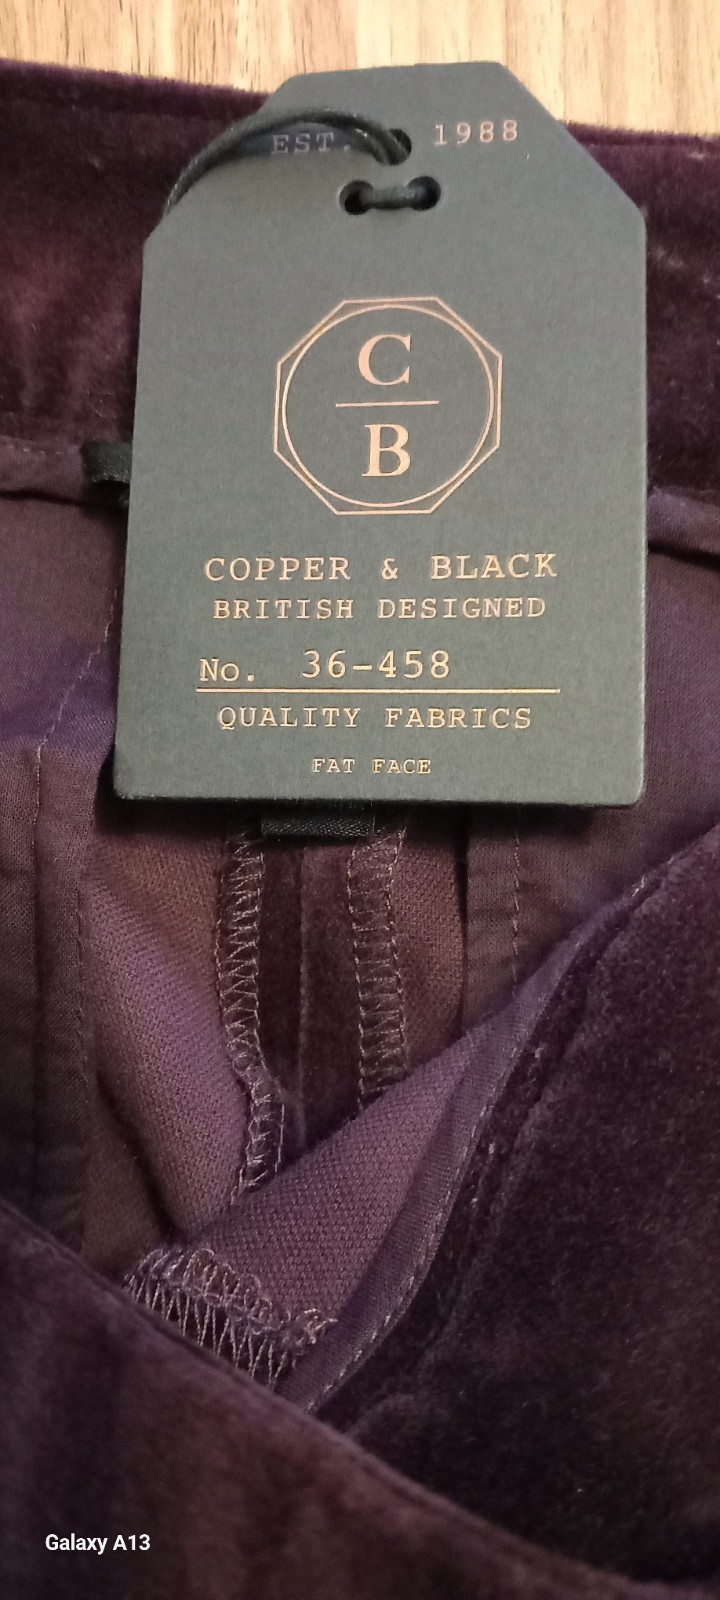 EST. 1988
C
B
COPPER & BLACK
BRITISH DESIGNED
No. 36-458
QUALITY FABRICS
FAT FACE
Galaxy A13